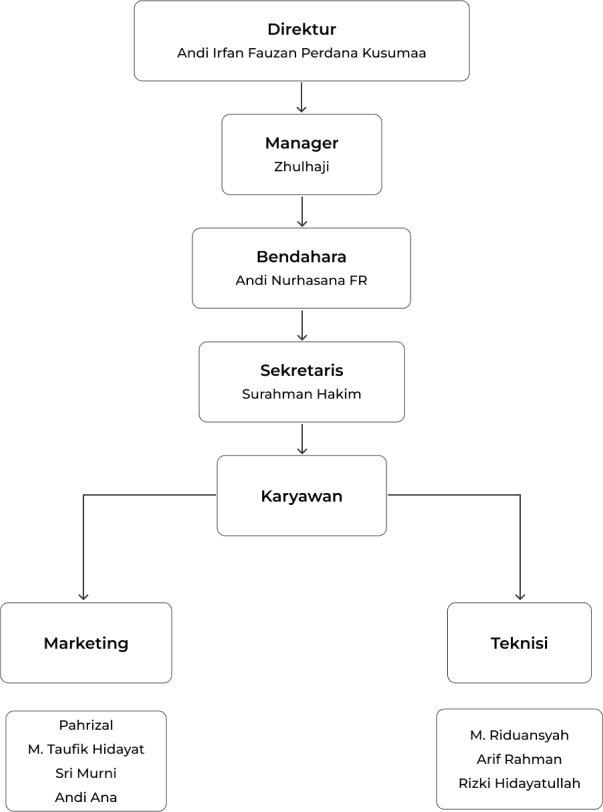 Direktur
Andi Irfan Fauzan Perdana Kusumaa
Manager
Zhulhaji
Bendahara
Andi Nurhasana FR
Sekretaris
Surahman Hakim
Karyawan
Marketing
Teknisi
Pahrizal
M. Taufik Hidayat
Sri Murni
Andi Ana
M. Riduansyah
Arif Rahman
Rizki Hidayatullah